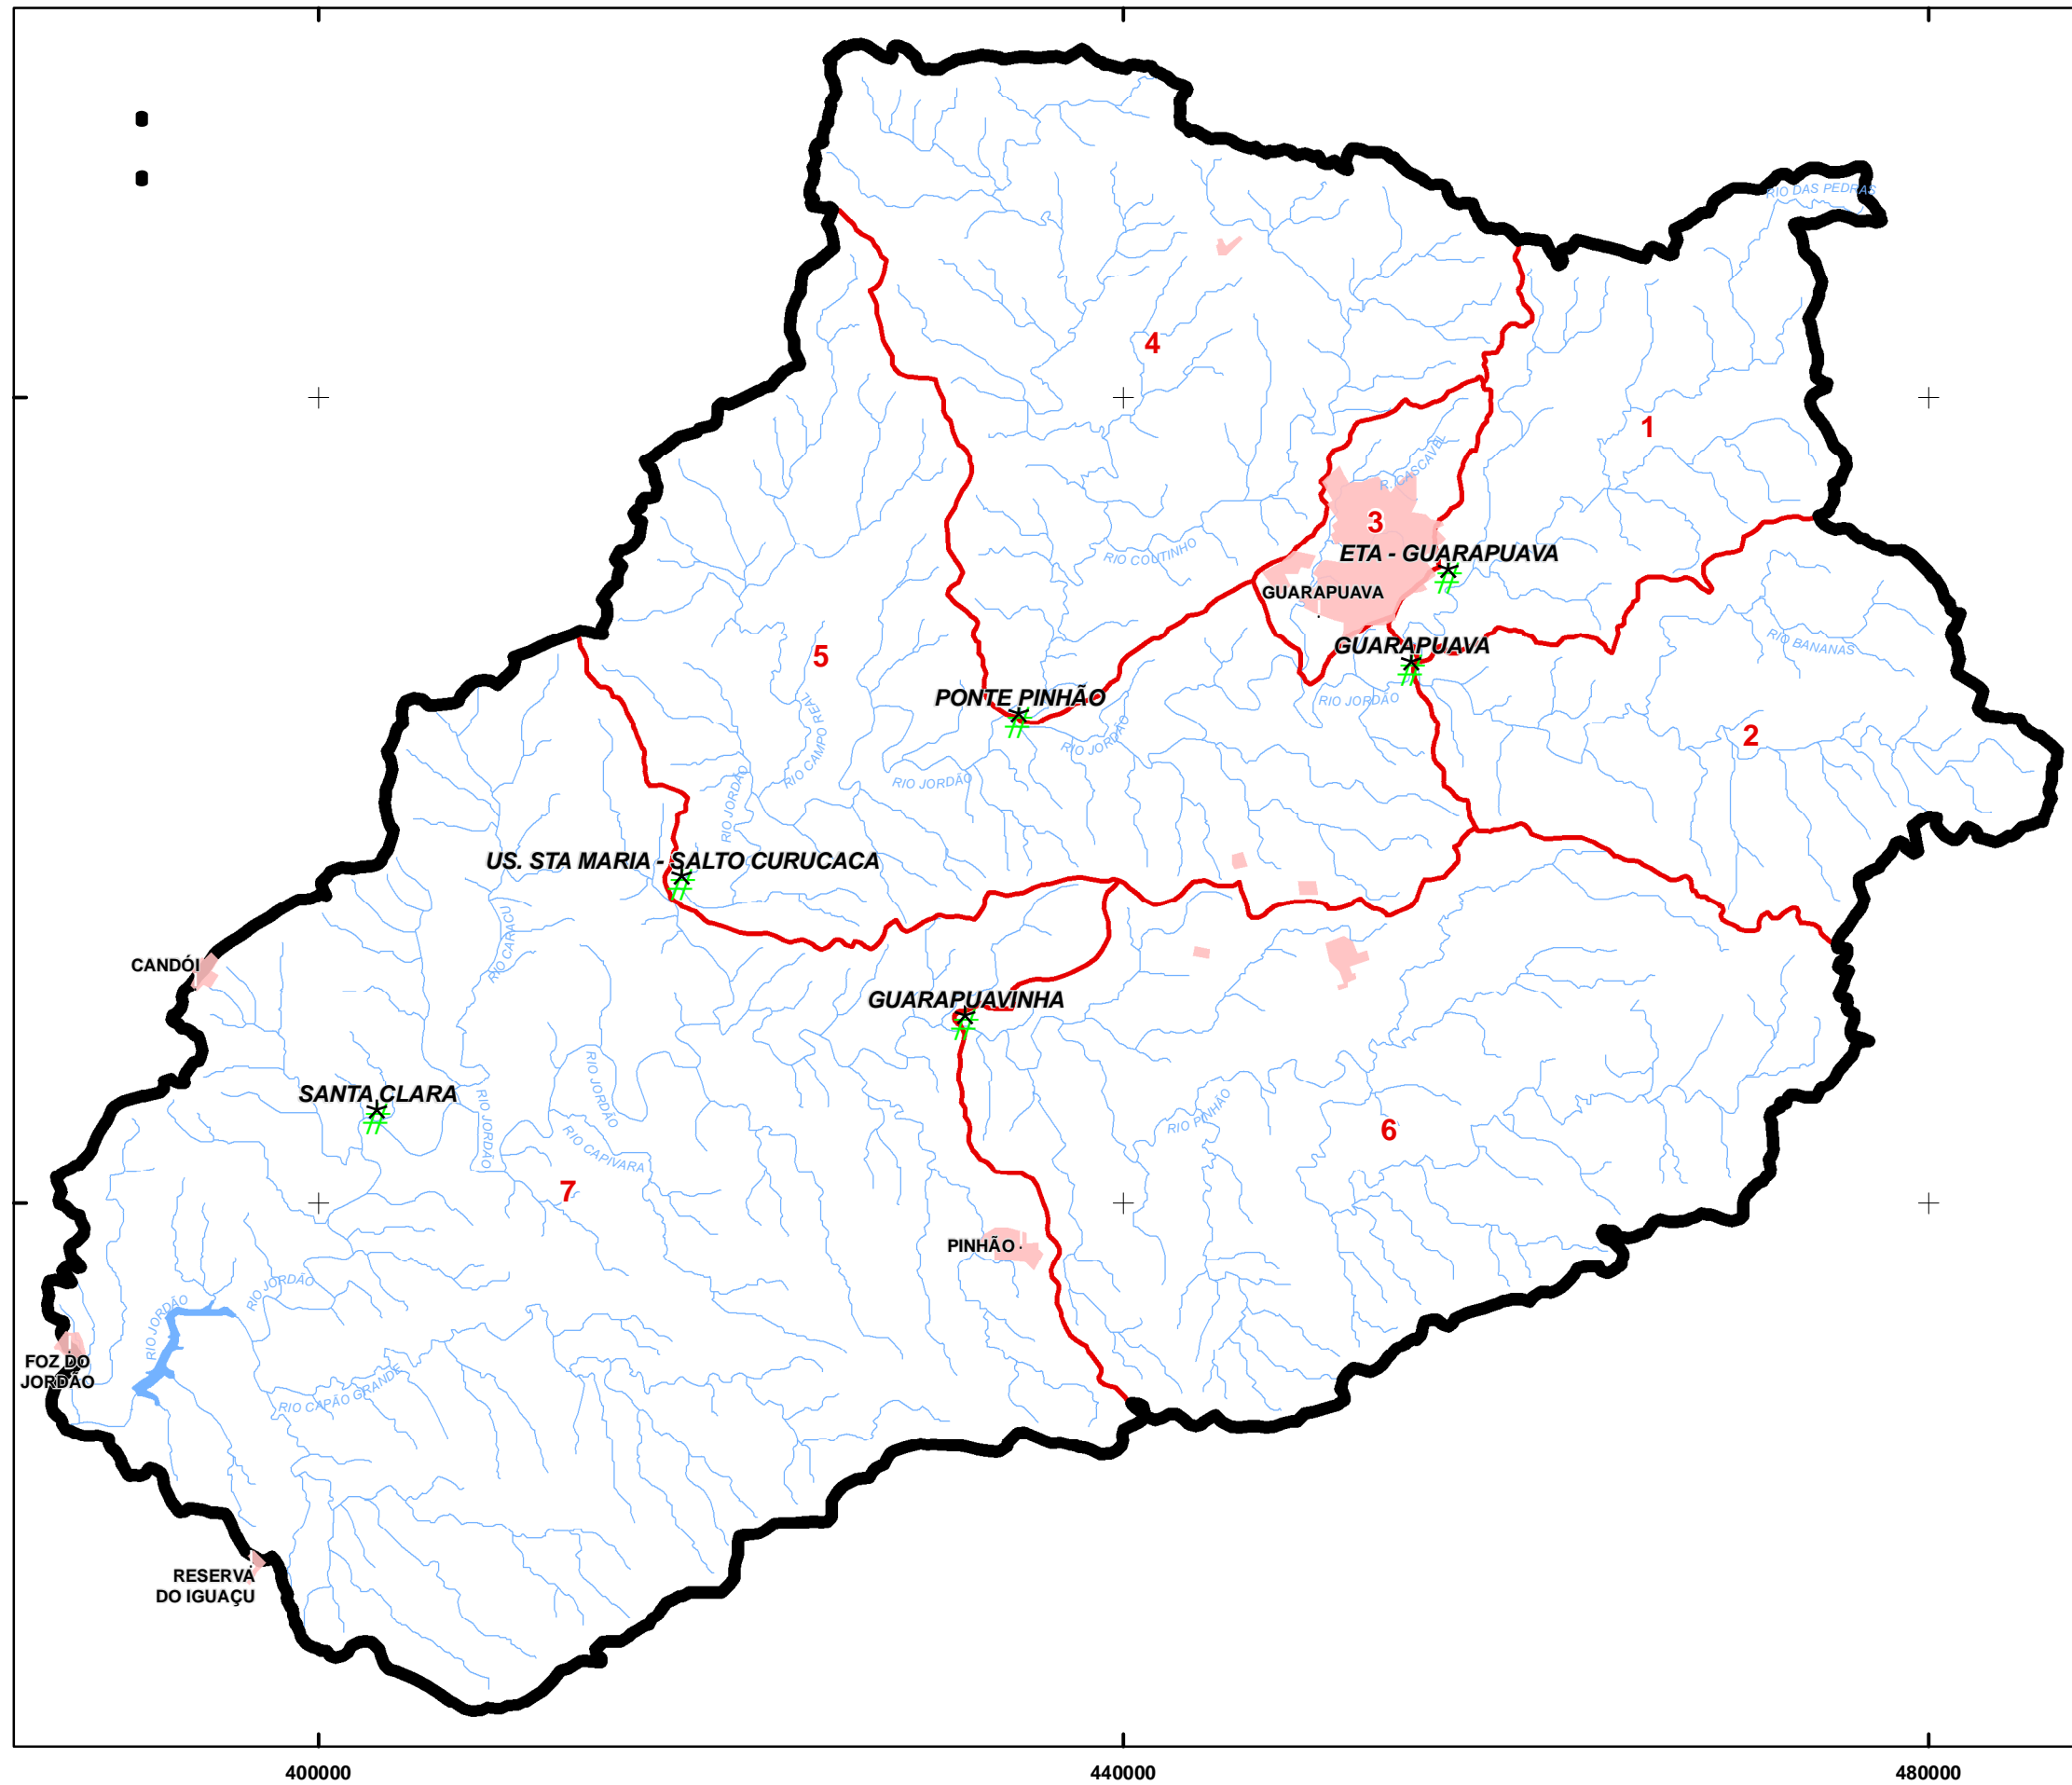 RIO DAS PEDRAS
4
1
R. CASCAVEL
3
RIO COUTINHO
ETA - GUARAPUAVA
GUARAPUAVA
RIO BANANAS
GUARAPUAVA
5
PONTE PINHÃO
RIO JORDÃO
RIO CAMPO REAL
RIO JORDÃO
2
RIO JORDÃO
RIO JORDÃO
US. STA MARIA - SALTO CURUCACA
RIO CARACU
CANDÓI
GUARAPUAVINHA
SANTA CLARA
RIO JORDÃO
RIO JORDÃO
RIO PINHÃO
6
RIO CAPIVARA
7
PINHÃO
RIO JORDÃO
RIO JORDÃO
FOZ DO
JORDÃO
RIO CAPÃO GRANDE
RESERVA
DO IGUAÇU
400000
440000
480000